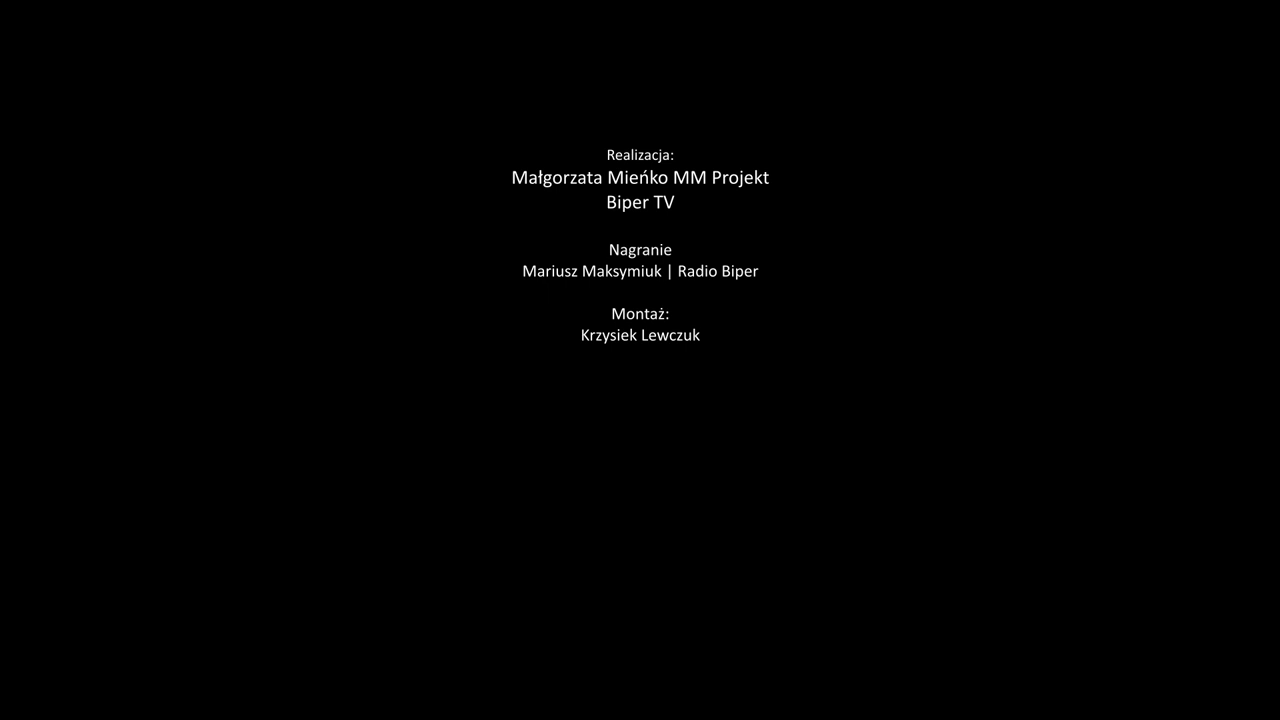 Realizacja:
Małgorzata Mieńko MM Projekt
Biper TV
Nagranie
Mariusz Maksymiuk | Radio Biper
Montaż:
Krzysiek Lewczuk